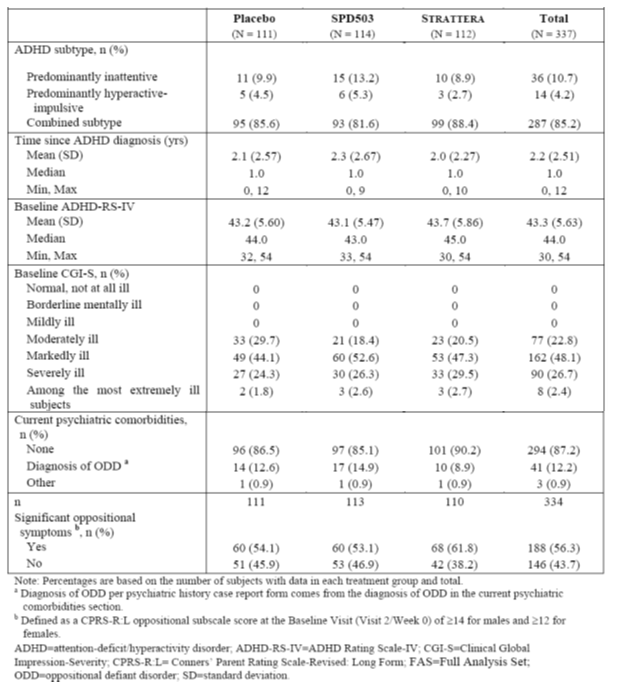 Placebo SPD503 STRATTERA Total
(N = 111) (N = 114) (N = 112) (N = 337)
ADHD subtype, n (%)
Predominantly inattentive 11 (9.9) 15 (13.2) 10 (8.9) 36 (10.7)
Predominantly hyperactive- 5 (4.5) 6 (5.3) 3 (2.7) 14 (4.2)
impulsive
Combined subtype 95 (85.6) 93 (81.6) 99 (88.4) 287 (85.2)
Time since ADHD diagnosis (yrs)
Mean (SD) 2.1 (2.57) 2.3 (2.67) 2.0 (2.27) 2.2 (2.51)
Median 1.0 1.0 1.0 1.0
Min, Max 0, 12 0, 9 0, 10 0, 12
Baseline ADHD-RS-IV
Mean (SD) 43.2 (5.60) 43.1 (5.47) 43.7 (5.86) 43.3 (5.63)
Median 44.0 43.0 45.0 44.0
Min, Max 32, 54 33, 54 30, 54 30, 54
Baseline CGI-S, n (%)
Normal, not at all ill 0 0 0 0
Borderline mentally ill 0 0 0 0
Mildly ill 0 0 0 0
Moderately ill 33 (29.7) 21 (18.4) 23 (20.5) 77 (22.8)
Markedly ill 49 (44.1) 60 (52.6) 53 (47.3) 162 (48.1)
Severely ill 27 (24.3) 30 (26.3) 33 (29.5) 90 (26.7)
Among the most extremely ill 2 (1.8) 3 (2.6) 3 (2.7) 8 (2.4)
subjects
Current psychiatric comorbidities,
n (%)
None 96 (86.5) 97 (85.1) 101 (90.2) 294 (87.2)
Diagnosis of ODD a 14 (12.6) 17 (14.9) 10 (8.9) 41 (12.2)
Other 1 (0.9) 1 (0.9) 1 (0.9) 3 (0.9)
n 111 113 110 334
Significant oppositional
symptoms b, n (%)
Yes 60 (54.1) 60 (53.1) 68 (61.8) 188 (56.3)
No 51 (45.9) 53 (46.9) 42 (38.2) 146 (43.7)
Note: Percentages are based on the number of subjects with data in each treatment group and total.
a Diagnosis of ODD per psychiatric history case report form comes from the diagnosis of ODD in the current psychiatric
comorbidities section.
b Defined as a CPRS-R:L oppositional subscale score at the Baseline Visit (Visit 2/Week 0) of ≥14 for males and ≥12 for
females.
ADHD=attention-deficit/hyperactivity disorder; ADHD-RS-IV=ADHD Rating Scale-IV; CGI-S=Clinical Global
Impression-Severity; CPRS-R:L= Conners' Parent Rating Scale-Revised: Long Form; FAS=Full Analysis Set;
ODD=oppositional defiant disorder; SD=standard deviation.